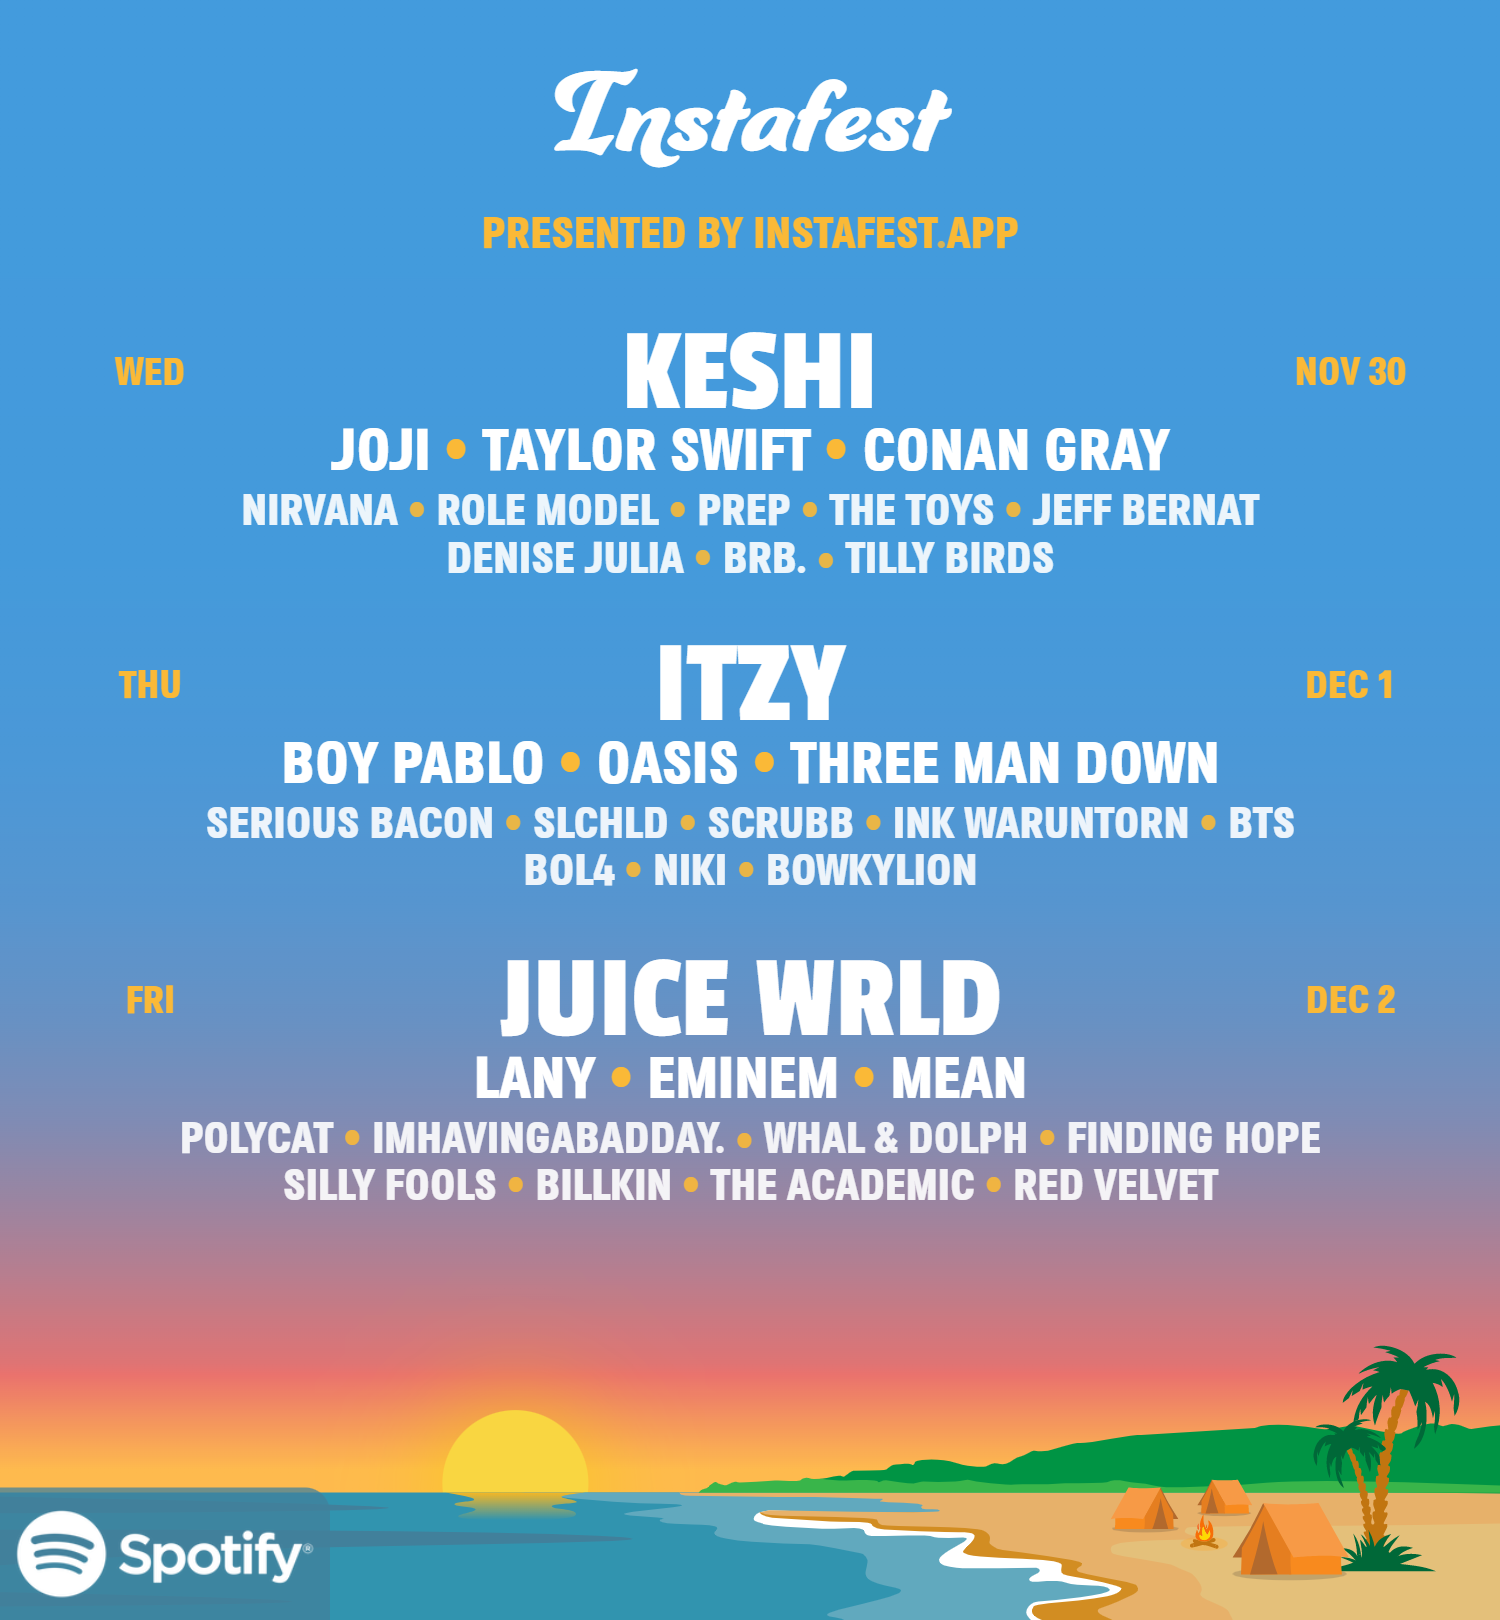 Instafest
PRESENTED BY INSTAFEST.APP
WED
KESHI
NOV 30
JOJI • TAYLOR SWIFT • CONAN GRAY
NIRVANA • ROLE MODEL • PREP • THE TOYS • JEFF BERNAT
DENISE JULIA • BRB. • TILLY BIRDS
THU
ITZY
DEC 1
BOY PABLO • OASIS • THREE MAN DOWN
SERIOUS BACON • SLCHLD • SCRUBB • INK WARUNTORN • BTS
BOL4 • NIKI • BOWKYLION
FRI
JUICE WRLD
DEC 2
LANY • EMINEM • MEAN
POLYCAT • IMHAVINGABADDAY. • WHAL & DOLPH • FINDING HOPE
SILLY FOOLS • BILLKIN • THE ACADEMIC • RED VELVET
Spotify®